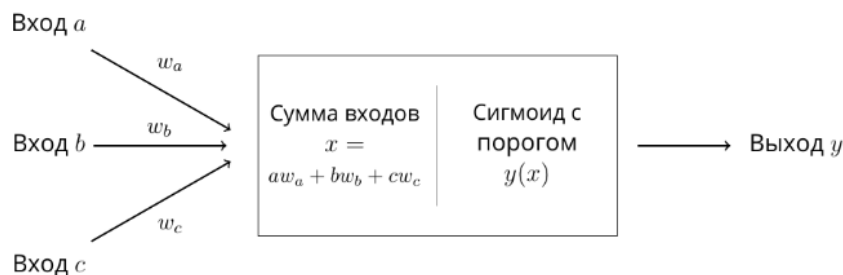 Вход a
w_a
w_b
Вход b
w_c
Вход c
Сумма входов
x =
aw_a + bw_b + cw_c
Сигмоид с
порогом
y(x)
Выход y